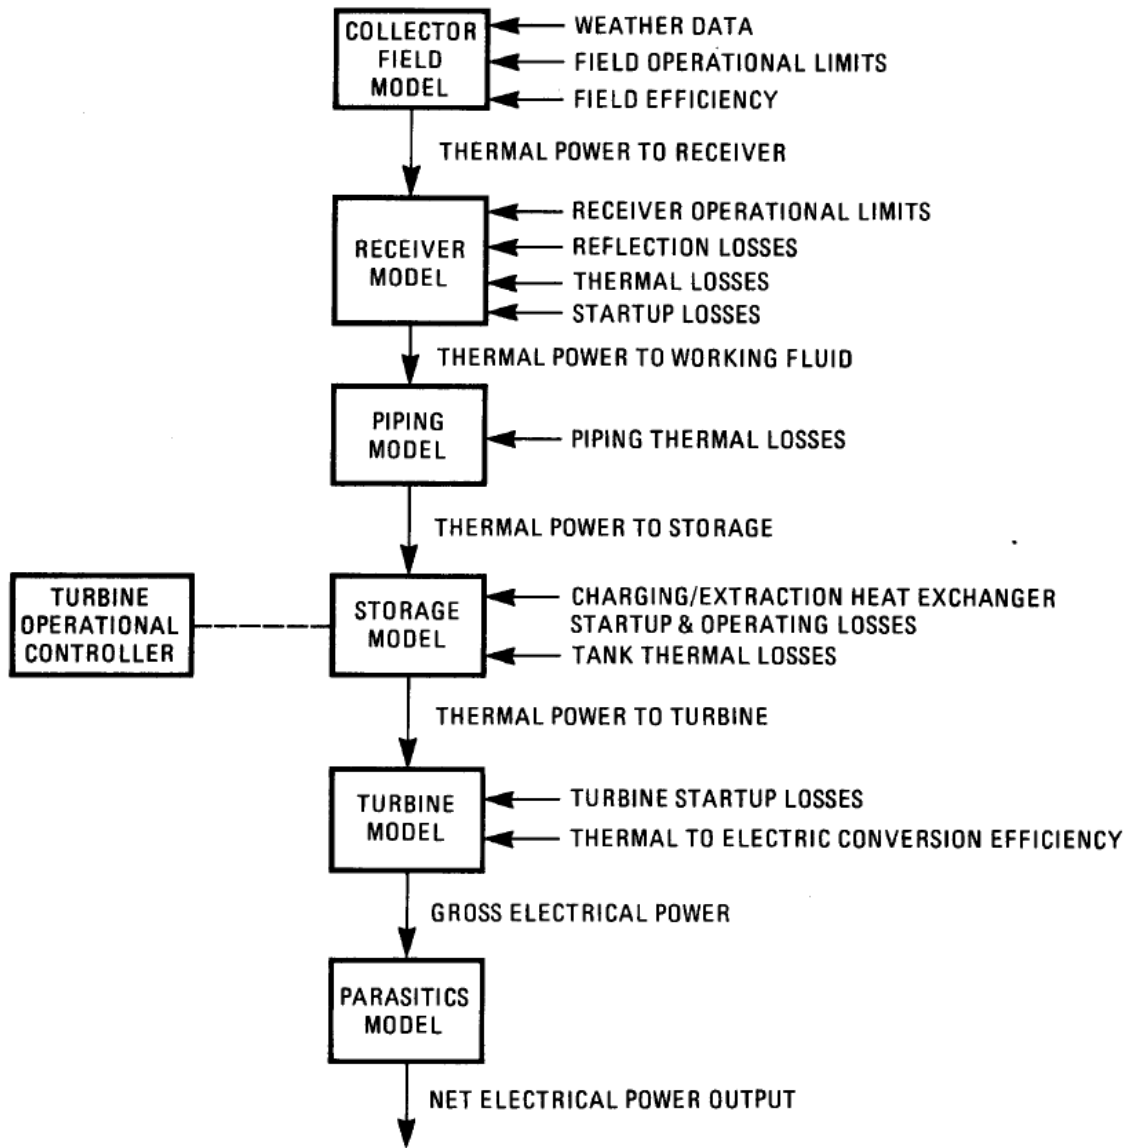 COLLECTOR
FIELD
MODEL
WEATHER DATA
FIELD OPERATIONAL LIMITS
FIELD EFFICIENCY
THERMAL POWER TO RECEIVER
RECEIVER
MODEL
RECEIVER OPERATIONAL LIMITS
REFLECTION LOSSES
THERMAL LOSSES
STARTUP LOSSES
THERMAL POWER TO WORKING FLUID
PIPING
MODEL
PIPING THERMAL LOSSES
THERMAL POWER TO STORAGE
TURBINE
OPERATIONAL
CONTROLLER
STORAGE
MODEL
CHARGING/EXTRACTION HEAT EXCHANGER
STARTUP & OPERATING LOSSES
TANK THERMAL LOSSES
THERMAL POWER TO TURBINE
TURBINE
MODEL
TURBINE STARTUP LOSSES
THERMAL TO ELECTRIC CONVERSION EFFICIENCY
GROSS ELECTRICAL POWER
PARASITICS
MODEL
NET ELECTRICAL POWER OUTPUT